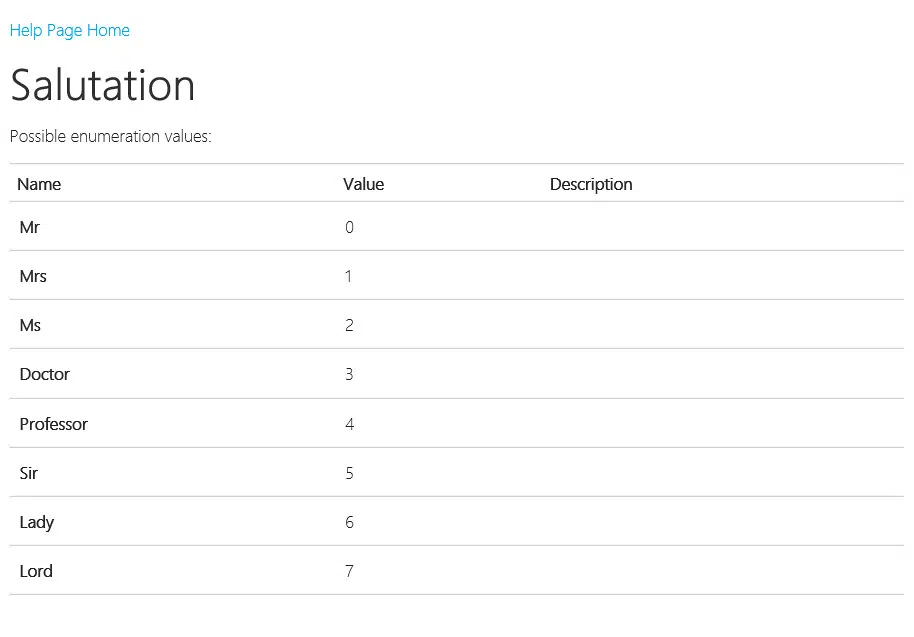 Help Page Home
Salutation
Possible enumeration values:
Name Value Description
Mr 0
Mrs 1
Ms 2
Doctor 3
Professor 4
Sir 5
Lady 6
Lord 7